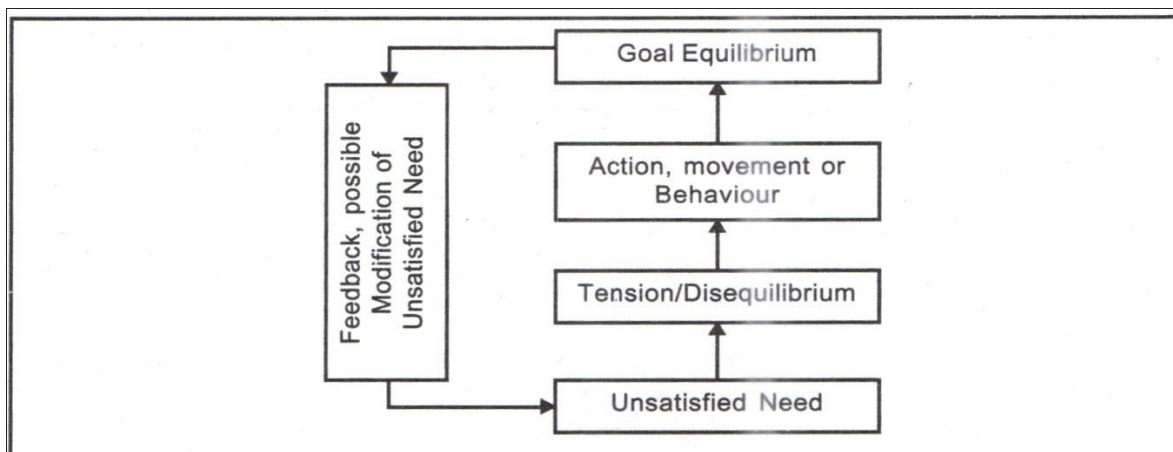 Goal Equilibrium
Feedback, possible
Modification of
Unsatisfied Need
Action, movement or
Behaviour
Tension/Disequilibrium
Unsatisfied Need